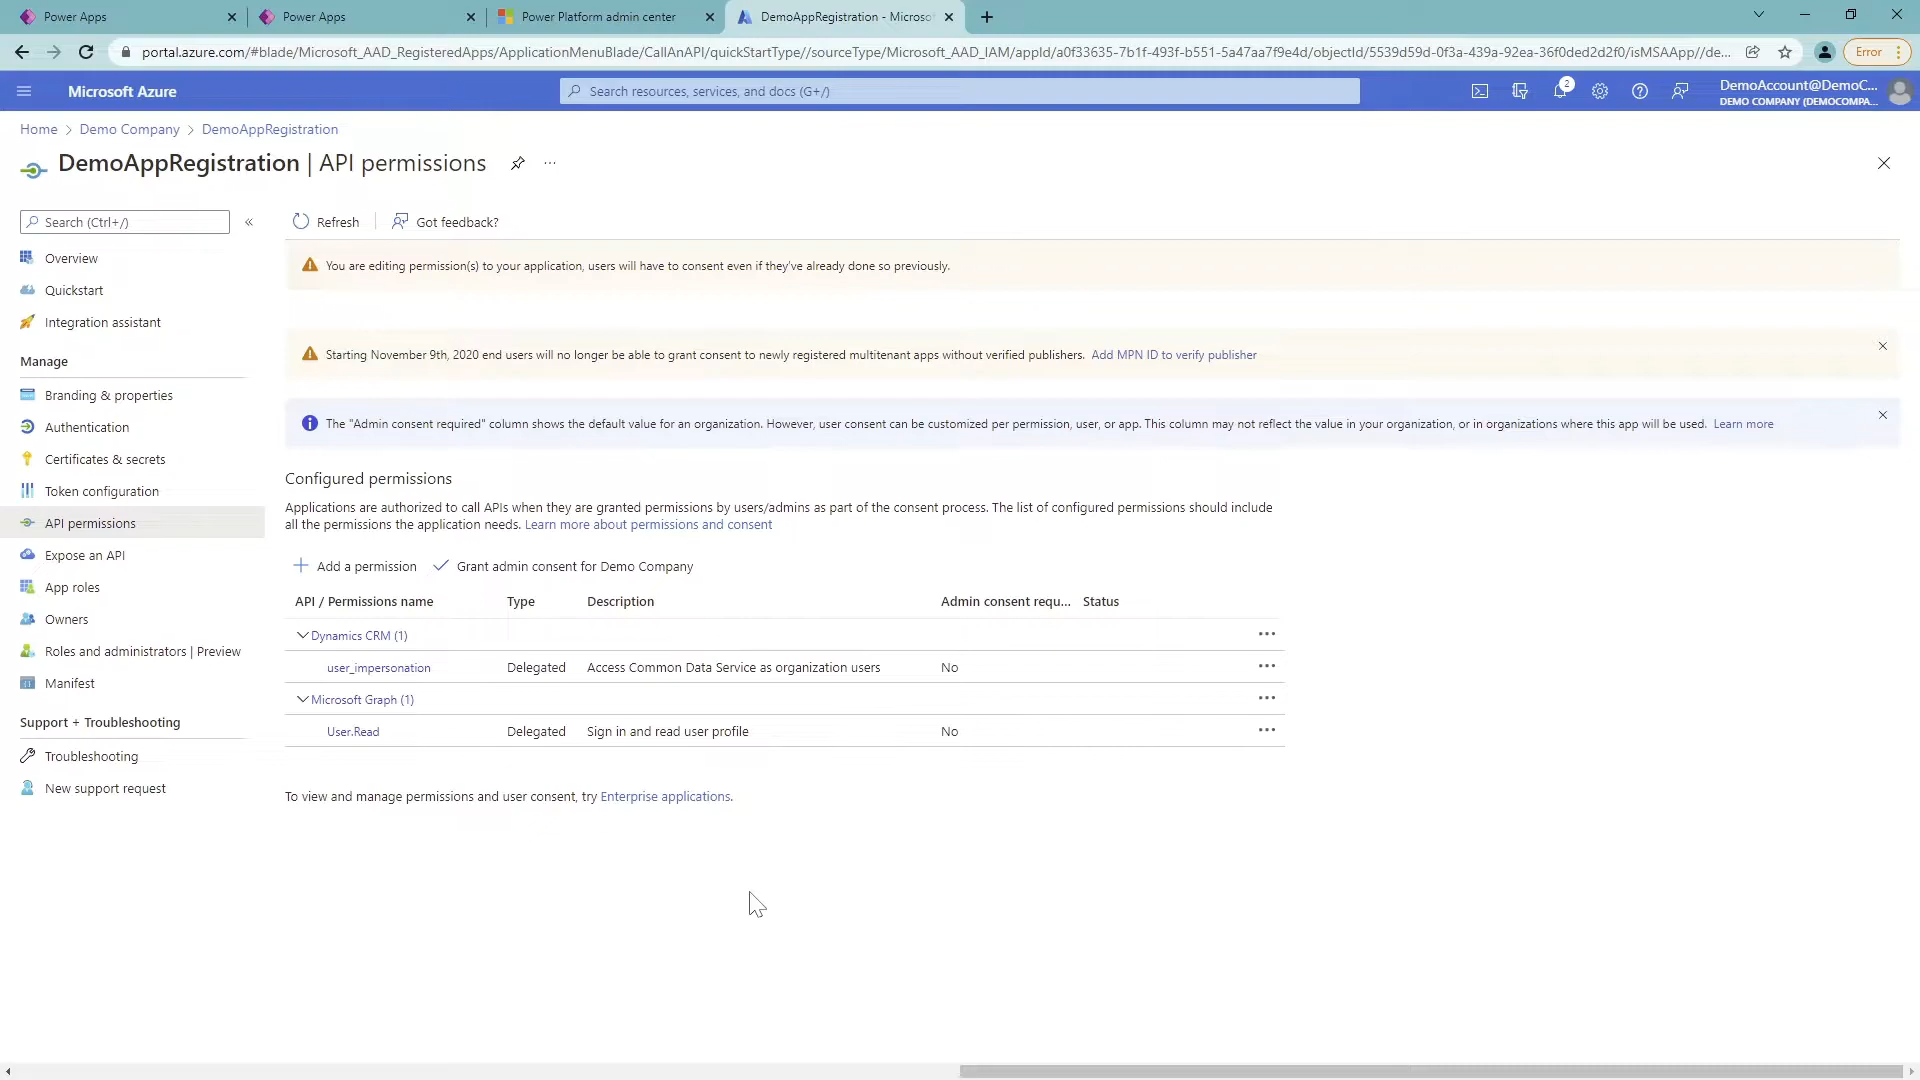 Power Apps
Power Apps
Power Platform admin center
DemoAppRegistration - Microso
portal.azure.com/#blade/Microsoft_AAD_RegisteredApps/ApplicationMenuBlade/CallAnAPI/quickStartType//sourceType/Microsoft_AAD_IAM/appId/a0f33635-7b1f-493f-b551-5a47aa7f9e4d/objectId/5539d59d-0f3a-439a-92ea-36f0ded2d2f0/isMSAApp//de...
Error
Microsoft Azure
Search resources, services, and docs (G+/)
2
DemoAccount@DemoC...
DEMO COMPANY (DEMOCOMPA...
Home > Demo Company > DemoAppRegistration
DemoAppRegistration | API permissions
Search (Ctrl+/)
Refresh
Got feedback?
Overview
Quickstart
Integration assistant
Manage
Branding & properties
Authentication
Certificates & secrets
Token configuration
API permissions
Expose an API
App roles
Owners
Roles and administrators | Preview
Manifest
Support + Troubleshooting
Troubleshooting
New support request
You are editing permission(s) to your application, users will have to consent even if they've already done so previously.
Starting November 9th, 2020 end users will no longer be able to grant consent to newly registered multitenant apps without verified publishers. Add MPN ID to verify publisher
The "Admin consent required" column shows the default value for an organization. However, user consent can be customized per permission, user, or app. This column may not reflect the value in your organization, or in organizations where this app will be used. Learn more
Configured permissions
Applications are authorized to call APIs when they are granted permissions by users/admins as part of the consent process. The list of configured permissions should include
all the permissions the application needs. Learn more about permissions and consent
Add a permission
Grant admin consent for Demo Company
API / Permissions name Type Description Admin consent requ... Status
Dynamics CRM (1)
user_impersonation Delegated Access Common Data Service as organization users No
Microsoft Graph (1)
User.Read Delegated Sign in and read user profile No
To view and manage permissions and user consent, try Enterprise applications.